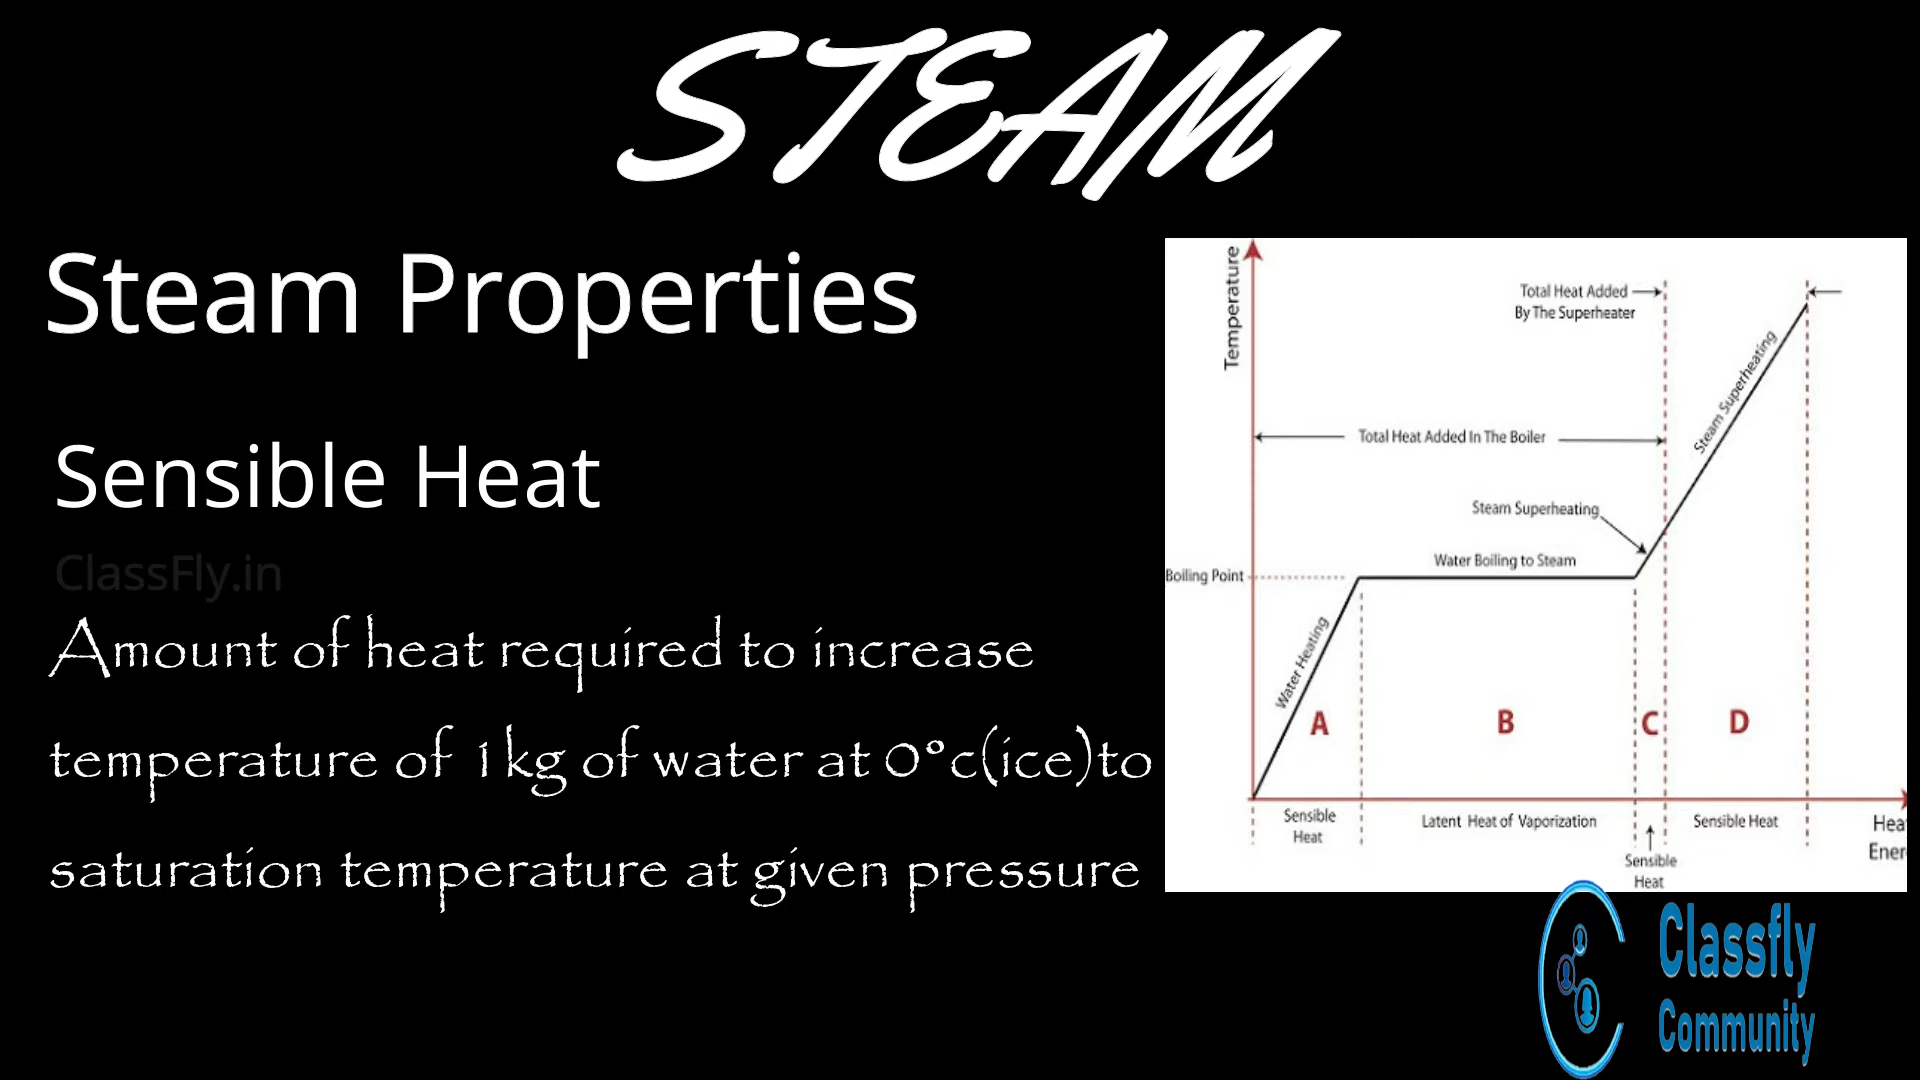 STEAM
Steam Properties
Sensible Heat
ClassFly.in
Amount of heat required to increase
temperature of 1 kg of water at 0°c(ice)to
saturation temperature at given pressure
Temperature
Total Heat Added
By The Superheater
Steam Superheating
Total Heat Added In The Boiler
Steam Superheating
Water Boiling to Steam
Boiling Point
Water Heating
A
B
C
D
Sensible
Heat
Latent Heat of Vaporization
Sensible Heat
Hea
Ener
Sensible
Heat
Classfly
Community